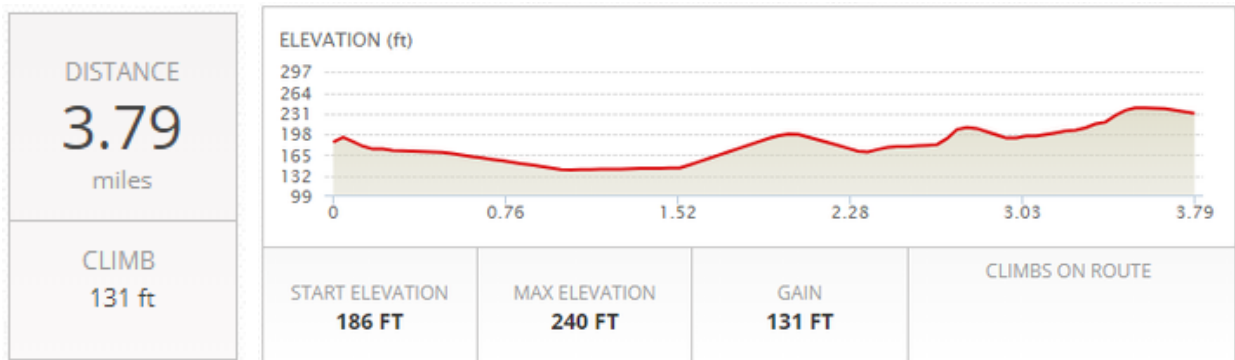 DISTANCE
3.79
miles
CLIMB
131 ft
ELEVATION (ft)
297
264
231
198
165
132
99
0 0.76 1.52 2.28 3.03 3.79
START ELEVATION
186 FT
MAX ELEVATION
240 FT
GAIN
131 FT
CLIMBS ON ROUTE